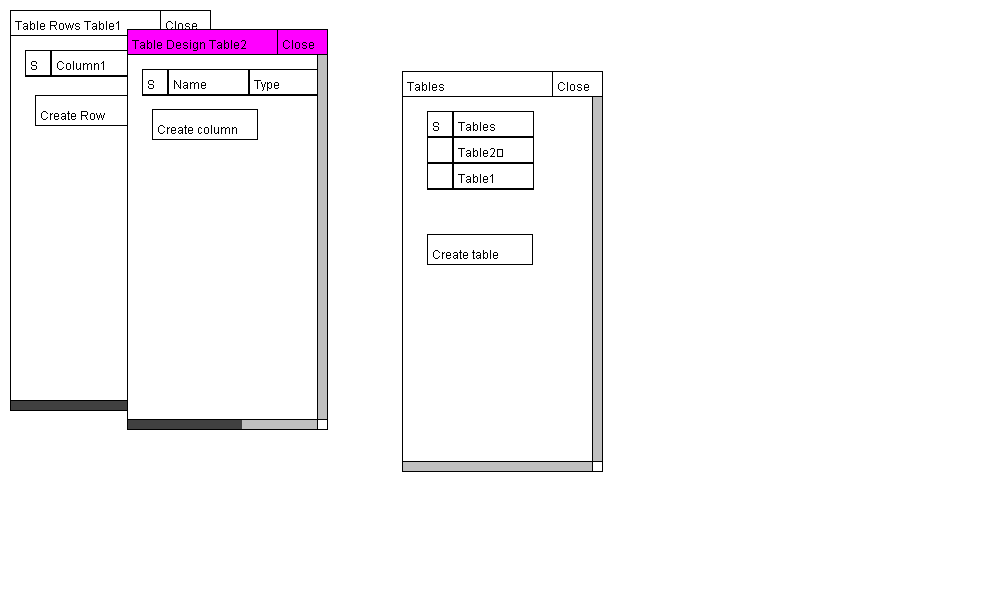 Table Rows Table1 Close
S Column1
Create Row
Table Design Table2 Close
S Name Type
Create column
Tables Close
S Tables
Table2▯
Table1
Create table